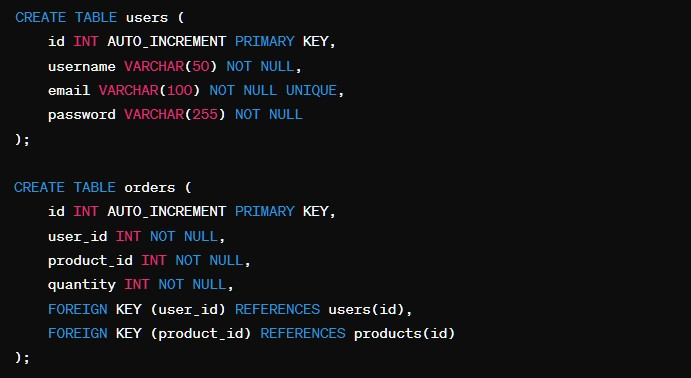 CREATE TABLE users (
    id INT AUTO_INCREMENT PRIMARY KEY,
    username VARCHAR(50) NOT NULL,
    email VARCHAR(100) NOT NULL UNIQUE,
    password VARCHAR(255) NOT NULL
);

CREATE TABLE orders (
    id INT AUTO_INCREMENT PRIMARY KEY,
    user_id INT NOT NULL,
    product_id INT NOT NULL,
    quantity INT NOT NULL,
    FOREIGN KEY (user_id) REFERENCES users(id),
    FOREIGN KEY (product_id) REFERENCES products(id)
);